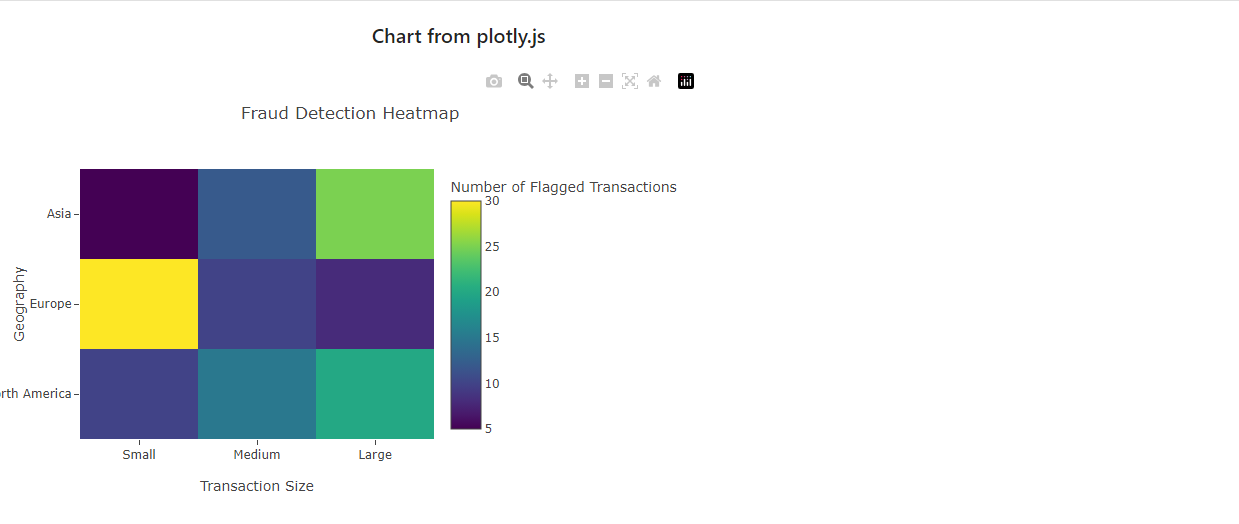 Chart from plotly.js
Fraud Detection Heatmap
Number of Flagged Transactions
30
25
20
15
10
5
Geography
Asia
Europe
rth America
Small
Medium
Large
Transaction Size